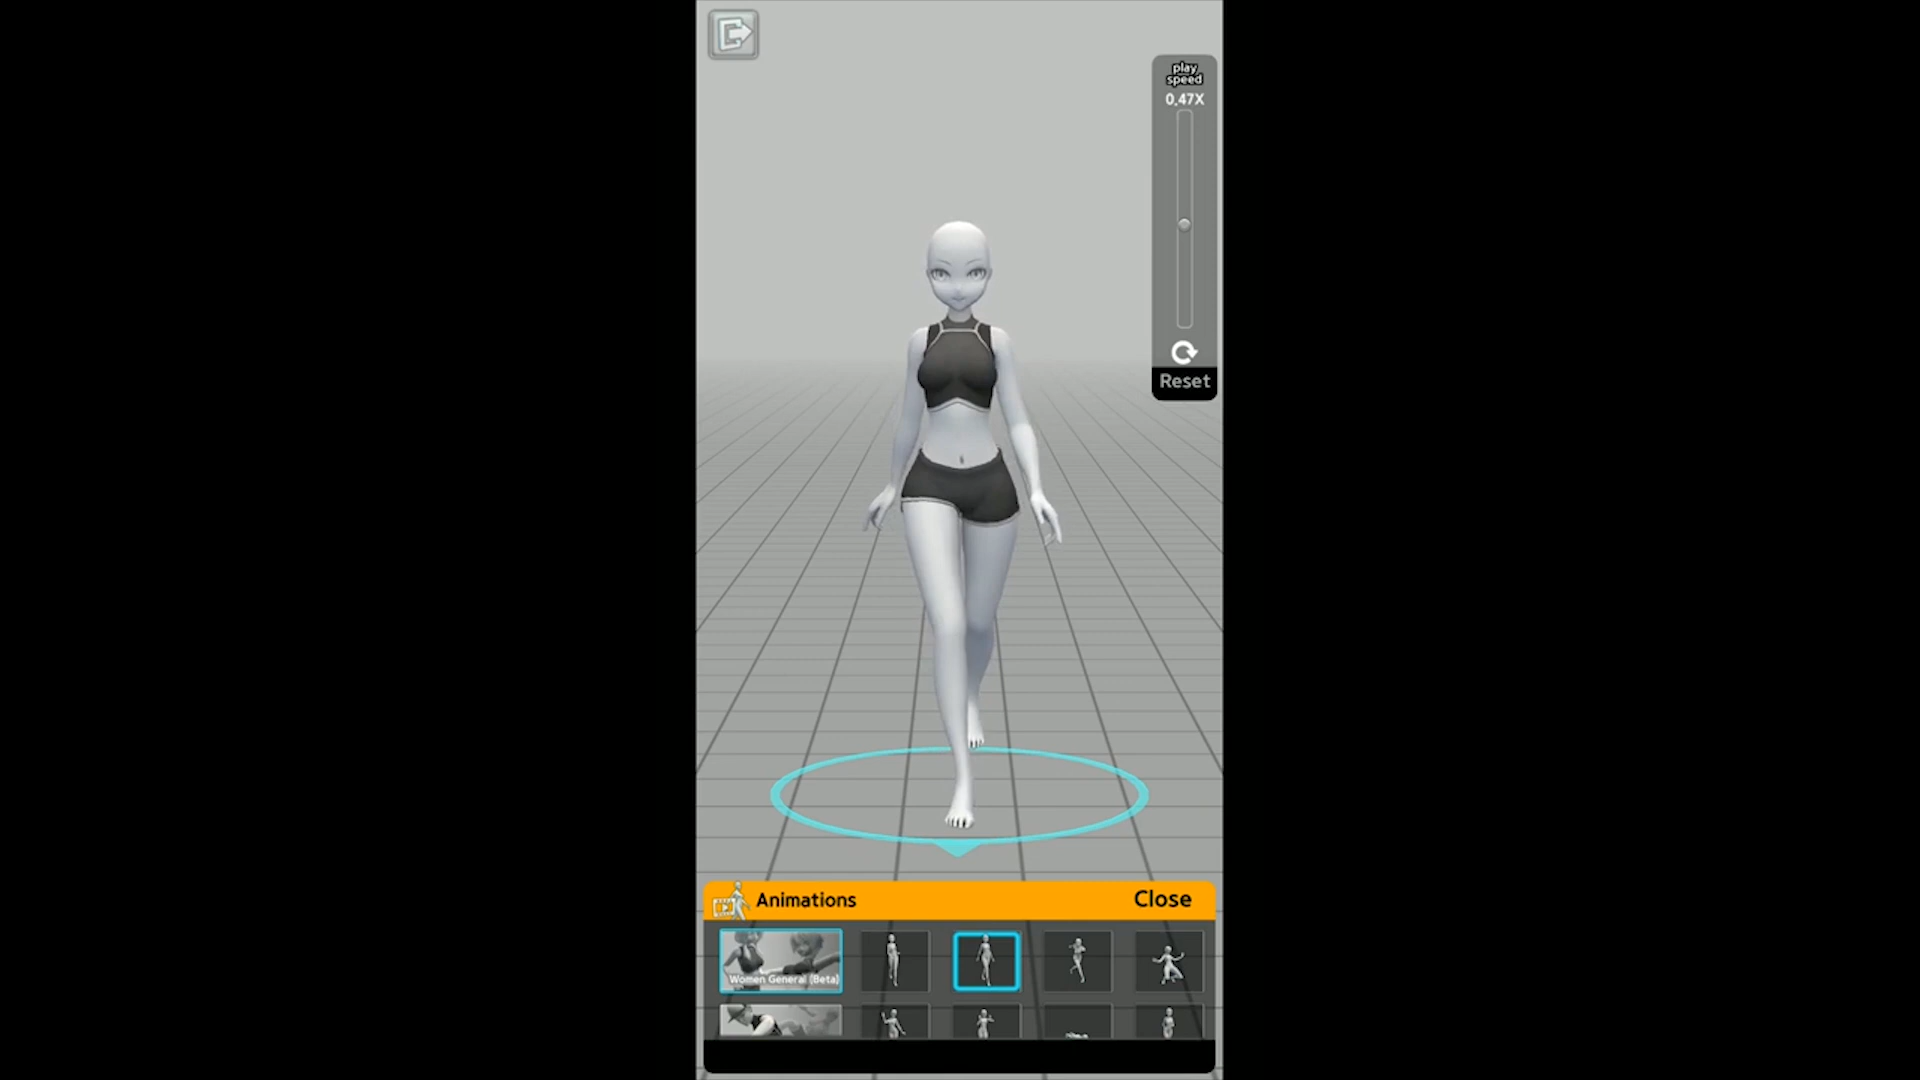 play
speed
0.47X
Reset
Animations
Close
Women General (Beta)